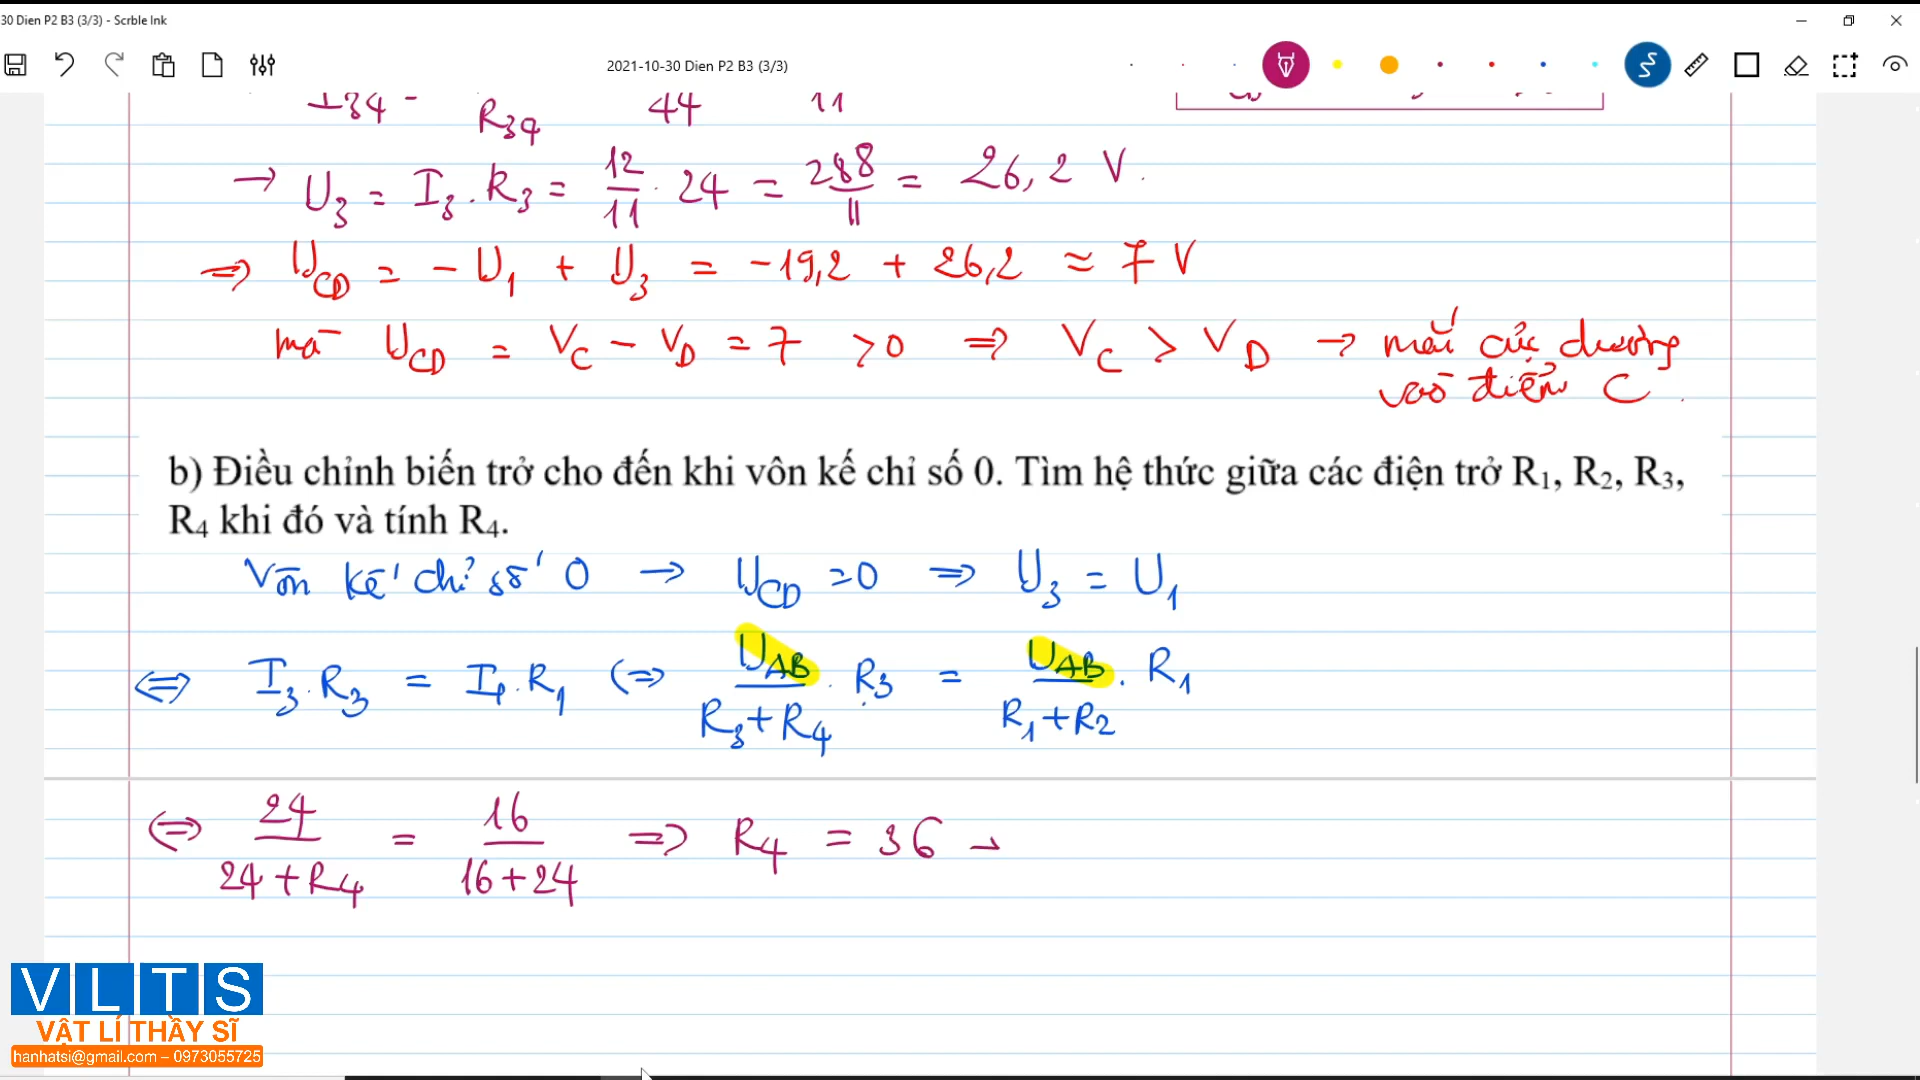 30 Dien P2 B3 (3/3) - Scrble Ink
2021-10-30 Dien P2 B3 (3/3)
I34 = R34 44 11
→ U3 = I3 . R3 = 12/11 . 24 = 288/11 = 26,2 V.
⇒ UCD = - U1 + U3 = -19,2 + 26,2 ≈ 7 V
mà UCD = VC - VD = 7 > 0 ⇒ VC > VD → mắc cực dương
vào điểm C.
b) Điều chỉnh biến trở cho đến khi vôn kế chỉ số 0. Tìm hệ thức giữa các điện trở R1, R2, R3,
R4 khi đó và tính R4.
Vôn kế chỉ số 0 → UCD = 0 ⇒ U3 = U1
⇔ I3 . R3 = I1 . R1 ⇔ UAB/(R3+R4) . R3 = UAB/(R1+R2) . R1
⇔ 24/(24+R4) = 16/(16+24) ⇒ R4 = 36
VLTS
VẬT LÍ THẦY SĨ
hanhatsi@gmail.com – 0973055725